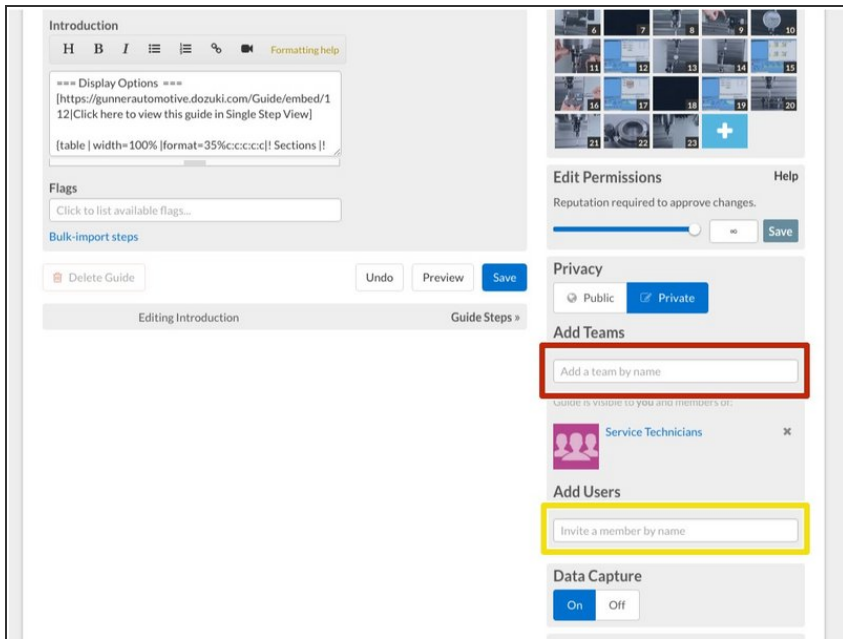 Introduction
H B I Formatting help
=== Display Options ===
[https://gunnerautomotive.dozuki.com/Guide/embed/1
12|Click here to view this guide in Single Step View]
{table | width=100% |format=35%c:c:c:c:c|! Sections |!
Flags
Click to list available flags...
Bulk-import steps
Delete Guide Undo Preview Save
Editing Introduction Guide Steps »
6 7 8 9 10
11 12 13 14 15
16 17 18 19 20
21 22 23 +
Edit Permissions Help
Reputation required to approve changes.
∞ Save
Privacy
Public Private
Add Teams
Add a team by name
Guide is visible to you and members of:
Service Technicians
Add Users
Invite a member by name
Data Capture
On Off